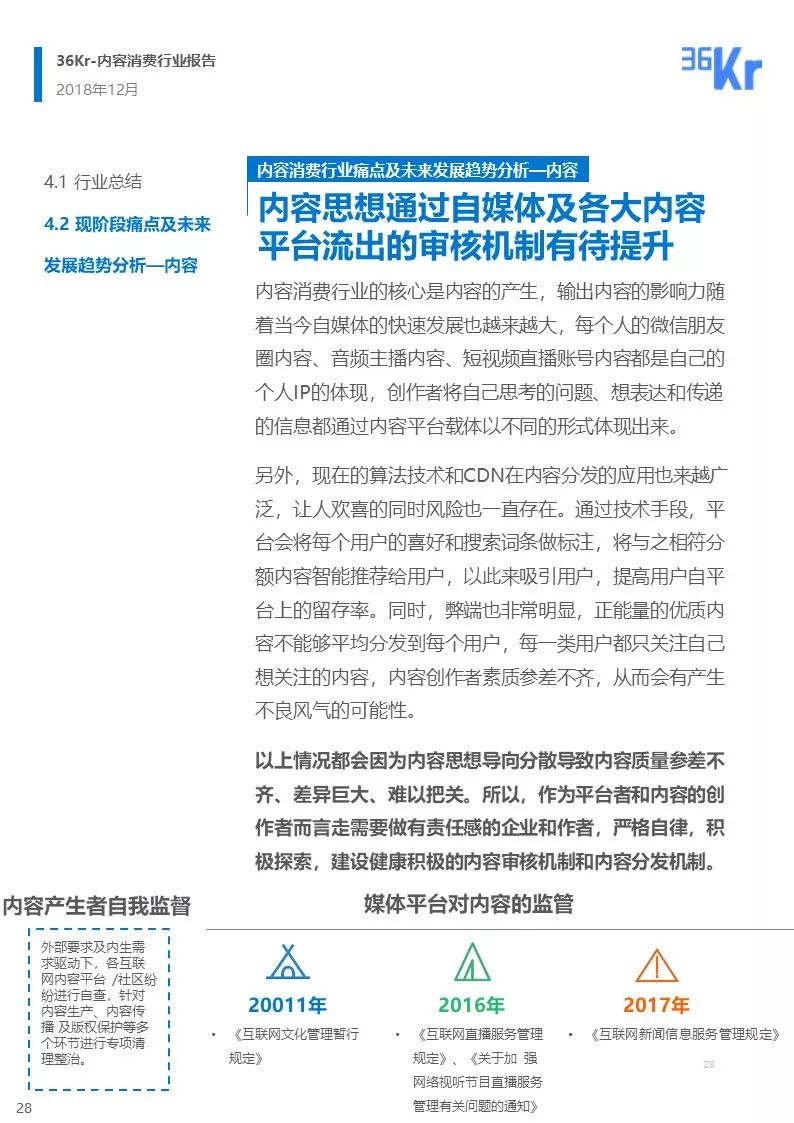 36Kr-内容消费行业报告
2018年12月
36Kr
4.1 行业总结
4.2 现阶段痛点及未来
发展趋势分析—内容
内容消费行业痛点及未来发展趋势分析—内容
内容思想通过自媒体及各大内容
平台流出的审核机制有待提升
内容消费行业的核心是内容的产生，输出内容的影响力随
着当今自媒体的快速发展也越来越大，每个人的微信朋友
圈内容、音频主播内容、短视频直播账号内容都是自己的
个人IP的体现，创作者将自己思考的问题、想表达和传递
的信息都通过内容平台载体以不同的形式体现出来。
另外，现在的算法技术和CDN在内容分发的应用也来越广
泛，让人欢喜的同时风险也一直存在。通过技术手段，平
台会将每个用户的喜好和搜索词条做标注，将与之相符分
额内容智能推荐给用户，以此来吸引用户，提高用户自平
台上的留存率。同时，弊端也非常明显，正能量的优质内
容不能够平均分发到每个用户，每一类用户都只关注自己
想关注的内容，内容创作者素质参差不齐，从而会有产生
不良风气的可能性。
以上情况都会因为内容思想导向分散导致内容质量参差不
齐、差异巨大、难以把关。所以，作为平台者和内容的创
作者而言走需要做有责任感的企业和作者，严格自律，积
极探索，建设健康积极的内容审核机制和内容分发机制。
内容产生者自我监督
外部要求及内生需
求驱动下，各互联
网内容平台 /社区纷
纷进行自查，针对
内容生产、内容传
播 及版权保护等多
个环节进行专项清
理整治。
媒体平台对内容的监管
20011年
• 《互联网文化管理暂行
规定》
2016年
• 《互联网直播服务管理
规定》、《关于加 强
网络视听节目直播服务
管理有关问题的通知》
2017年
• 《互联网新闻信息服务管理规定》
28
28